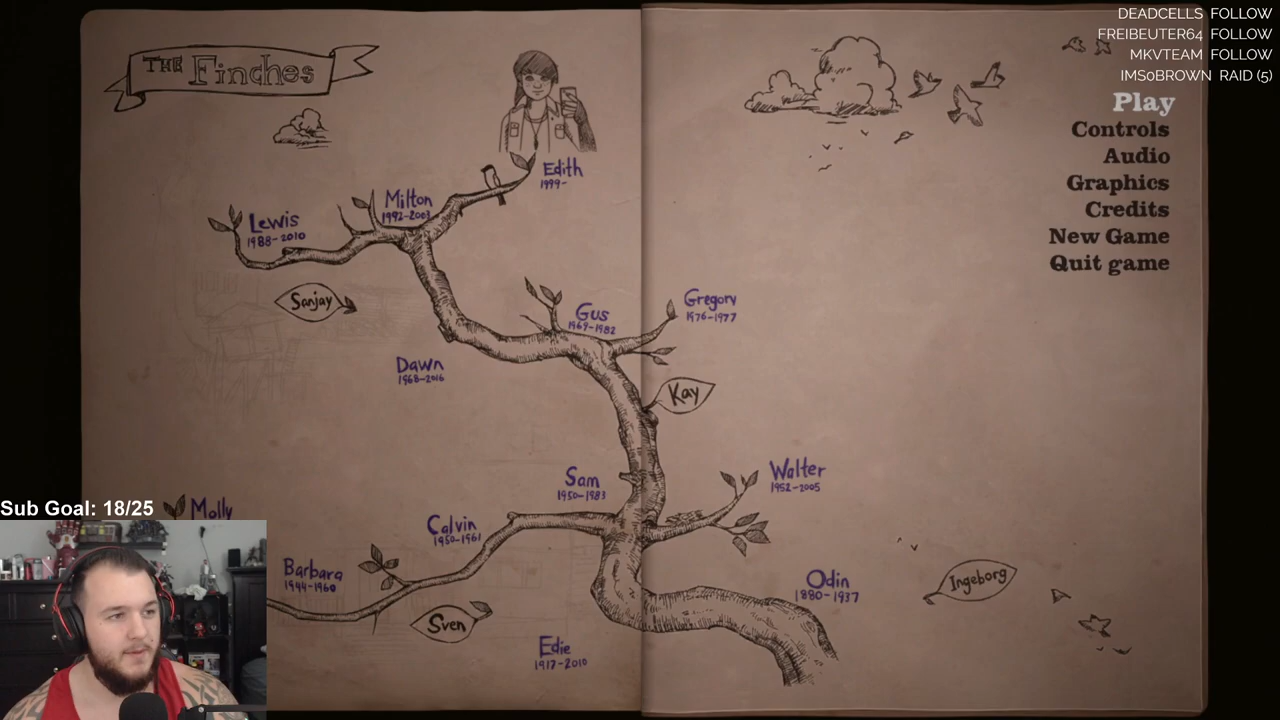 THE Finches
DEADCELLS FOLLOW
FREIBEUTER64 FOLLOW
MKVTEAM FOLLOW
IMS0BROWN RAID (5)
Play
Controls
Audio
Graphics
Credits
New Game
Quit game
Edith
1999-
Milton
1992-2003
Lewis
1988-2010
Sanjay
Gus
1969-1982
Gregory
1976-1977
Dawn
1968-2016
Kay
Sam
1950-1983
Walter
1952-2005
Sub Goal: 18/25
Molly
Calvin
1950-1961
Barbara
1944-1960
Sven
Odin
1880-1937
Ingeborg
Edie
1917-2010